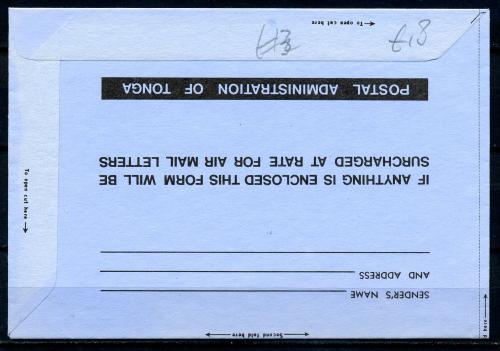 SENDER'S NAME
AND ADDRESS
IF ANYTHING IS ENCLOSED THIS FORM WILL BE
SURCHARGED AT RATE FOR AIR MAIL LETTERS
POSTAL ADMINISTRATION OF TONGA
To open cut here
To open cut here
Second fold here